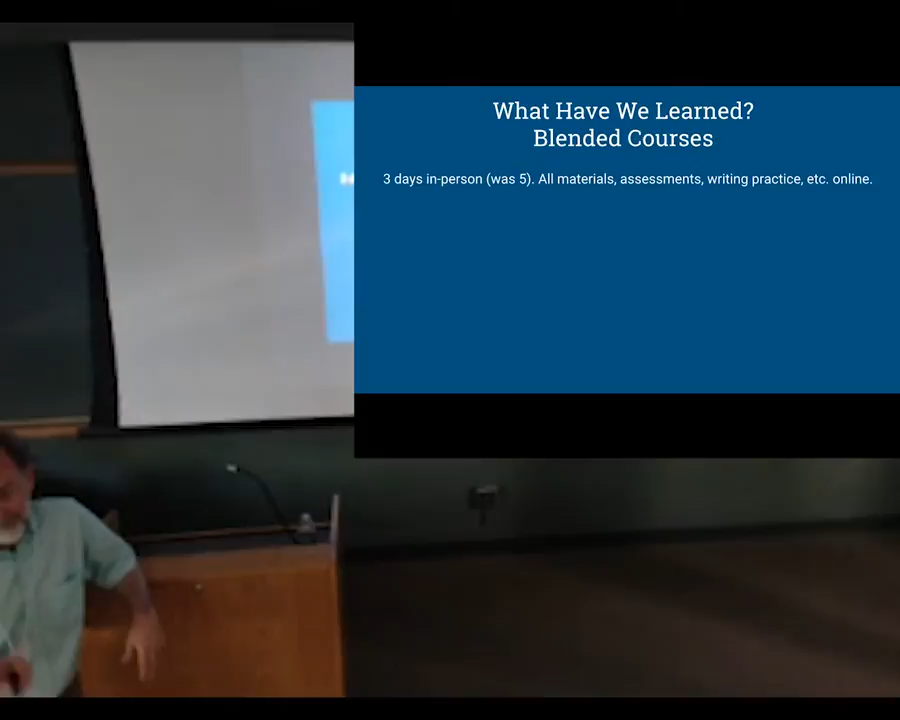 What Have We Learned?
Blended Courses
3 days in-person (was 5). All materials, assessments, writing practice, etc. online.